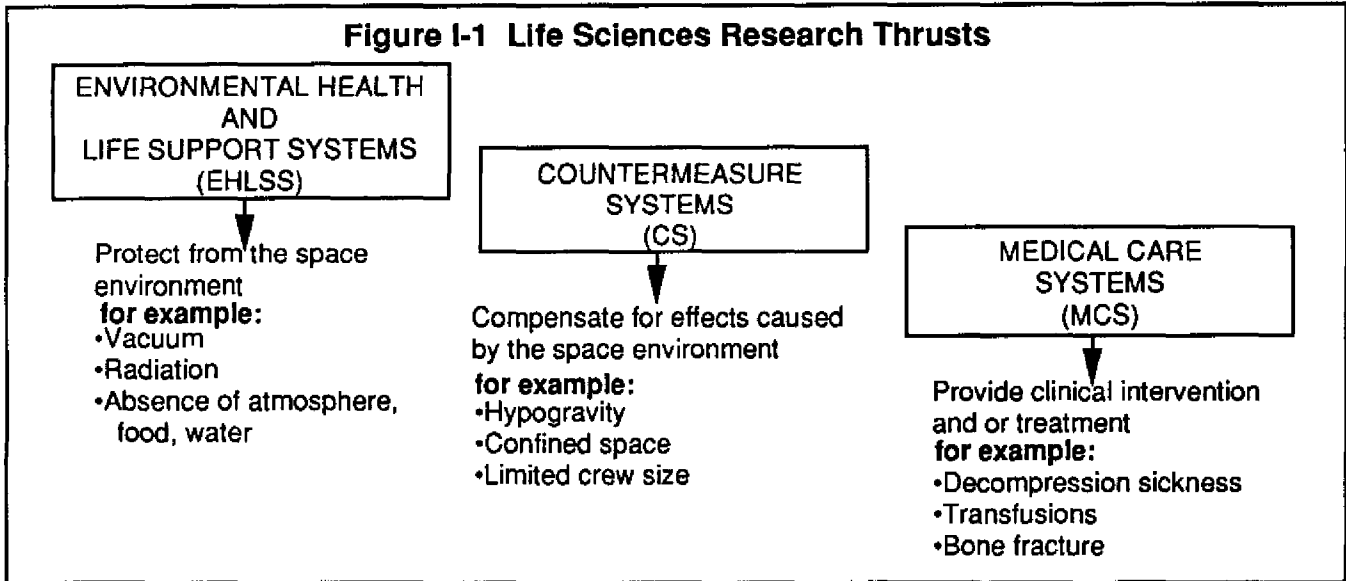 Figure I-1 Life Sciences Research Thrusts
ENVIRONMENTAL HEALTH
AND
LIFE SUPPORT SYSTEMS
(EHLSS)
Protect from the space
environment
for example:
•Vacuum
•Radiation
•Absence of atmosphere,
food, water
COUNTERMEASURE
SYSTEMS
(CS)
Compensate for effects caused
by the space environment
for example:
•Hypogravity
•Confined space
•Limited crew size
MEDICAL CARE
SYSTEMS
(MCS)
Provide clinical intervention
and or treatment
for example:
•Decompression sickness
•Transfusions
•Bone fracture